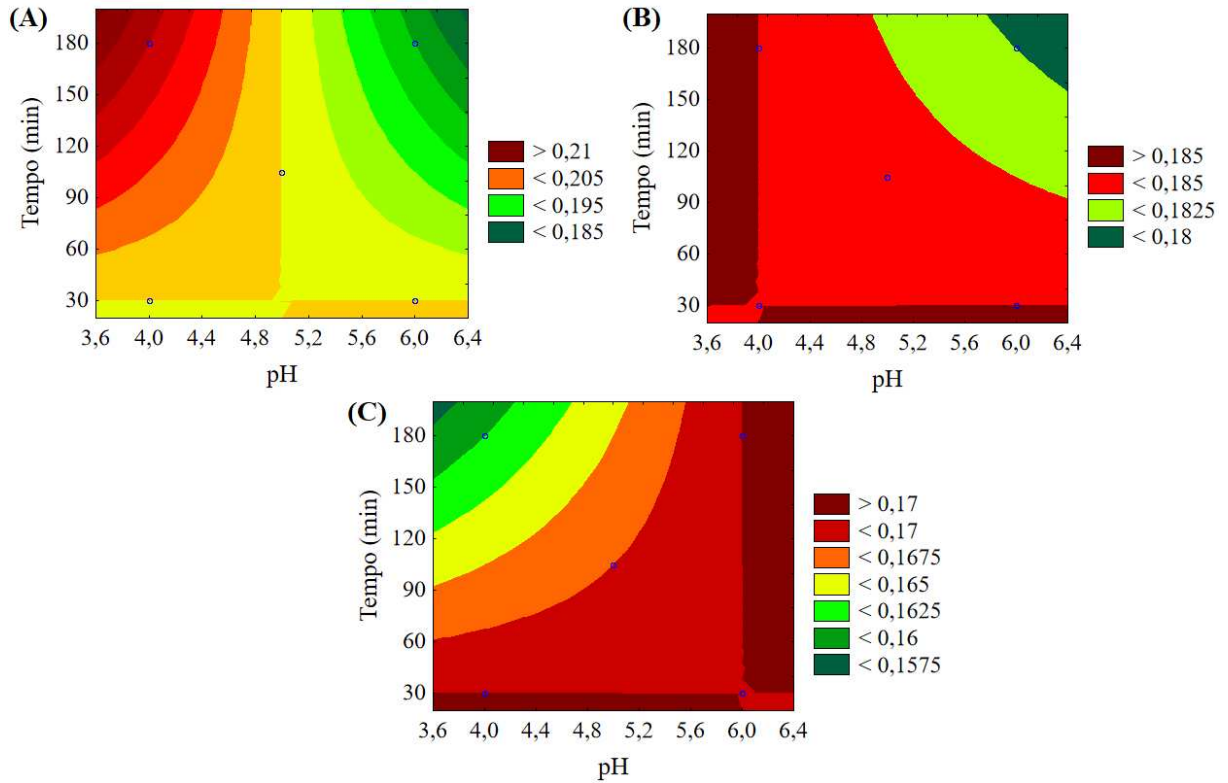 (A)
Tempo (min)
180
150
120
90
60
30
3,6 4,0 4,4 4,8 5,2 5,6 6,0 6,4
pH
> 0,21
< 0,205
< 0,195
< 0,185
(B)
Tempo (min)
180
150
120
90
60
30
3,6 4,0 4,4 4,8 5,2 5,6 6,0 6,4
pH
> 0,185
< 0,185
< 0,1825
< 0,18
(C)
Tempo (min)
180
150
120
90
60
30
3,6 4,0 4,4 4,8 5,2 5,6 6,0 6,4
pH
> 0,17
< 0,17
< 0,1675
< 0,165
< 0,1625
< 0,16
< 0,1575